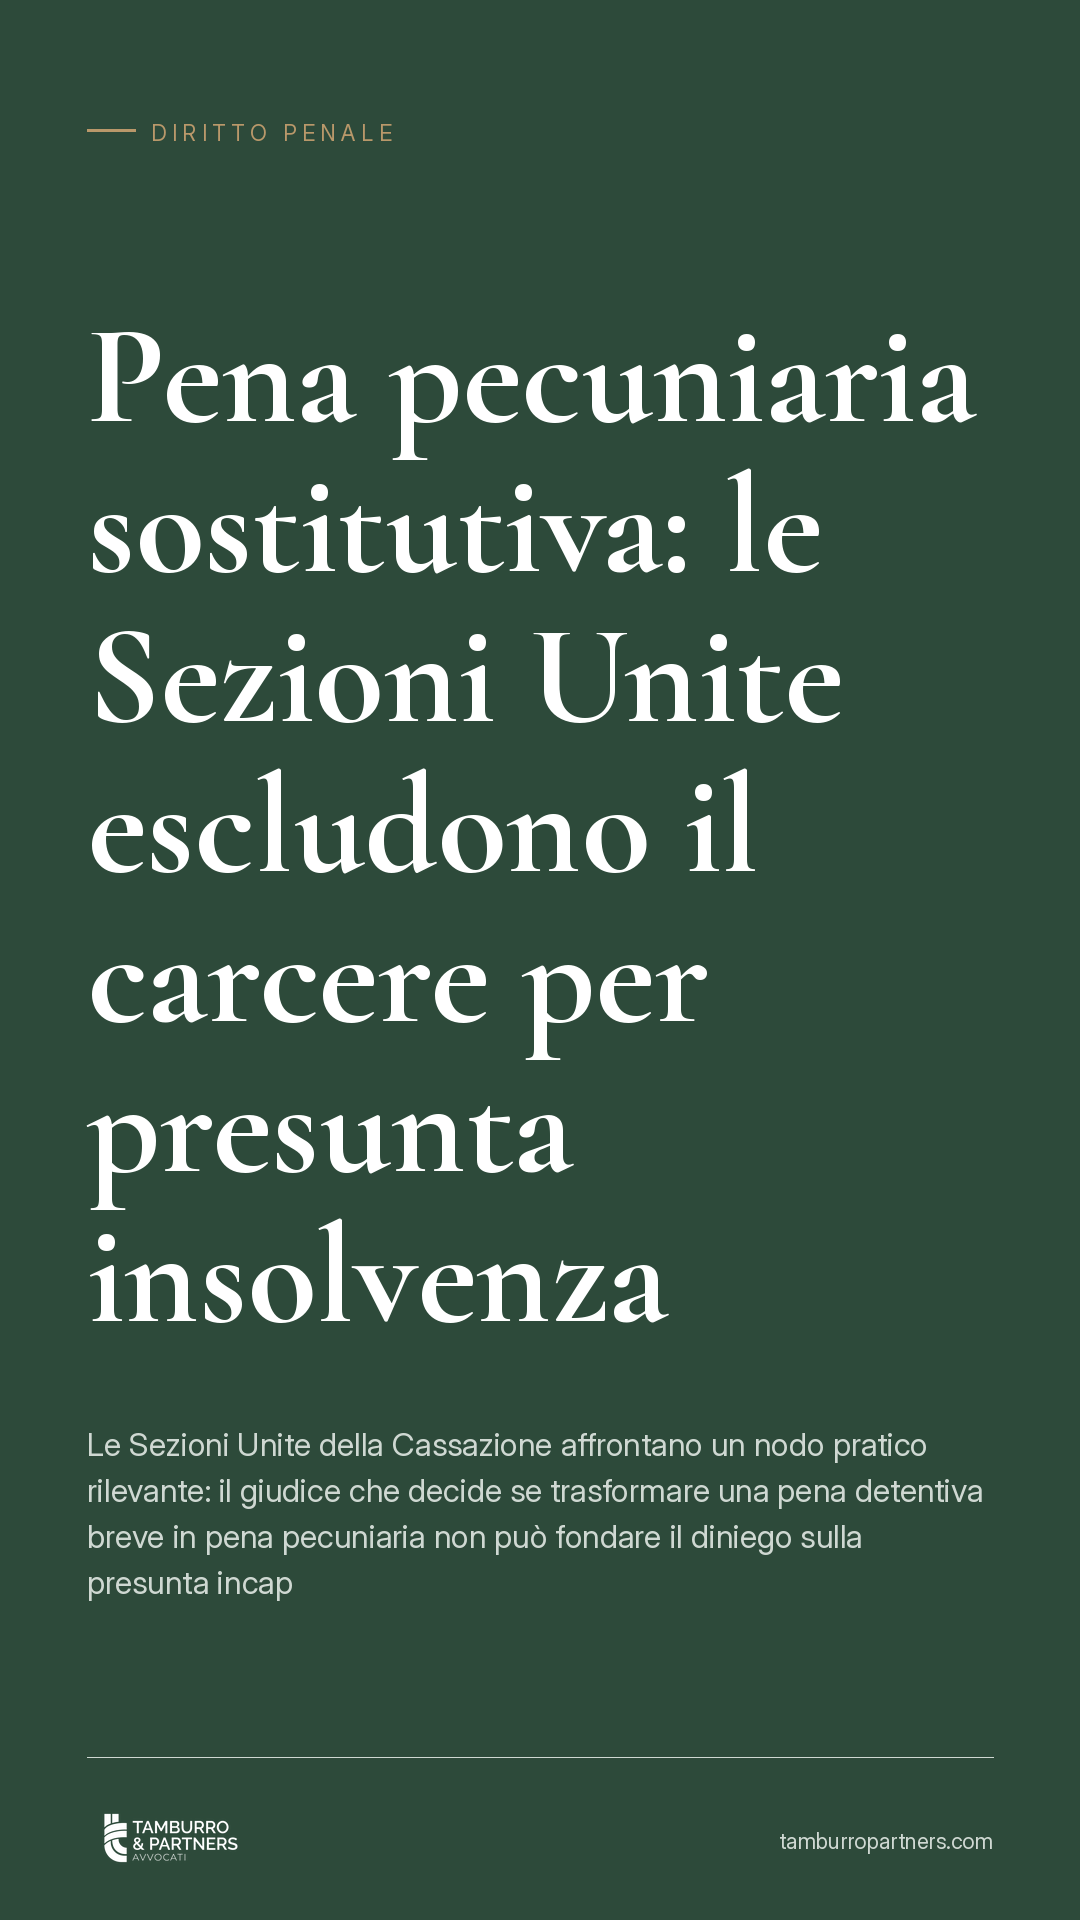 DIRITTO PENALE
Pena pecuniaria
sostitutiva: le
Sezioni Unite
escludono il
carcere per
presunta
insolvenza
Le Sezioni Unite della Cassazione affrontano un nodo pratico
rilevante: il giudice che decide se trasformare una pena detentiva
breve in pena pecuniaria non può fondare il diniego sulla
presunta incap
TAMBURRO
& PARTNERS
AVVOCATI
tamburropartners.com